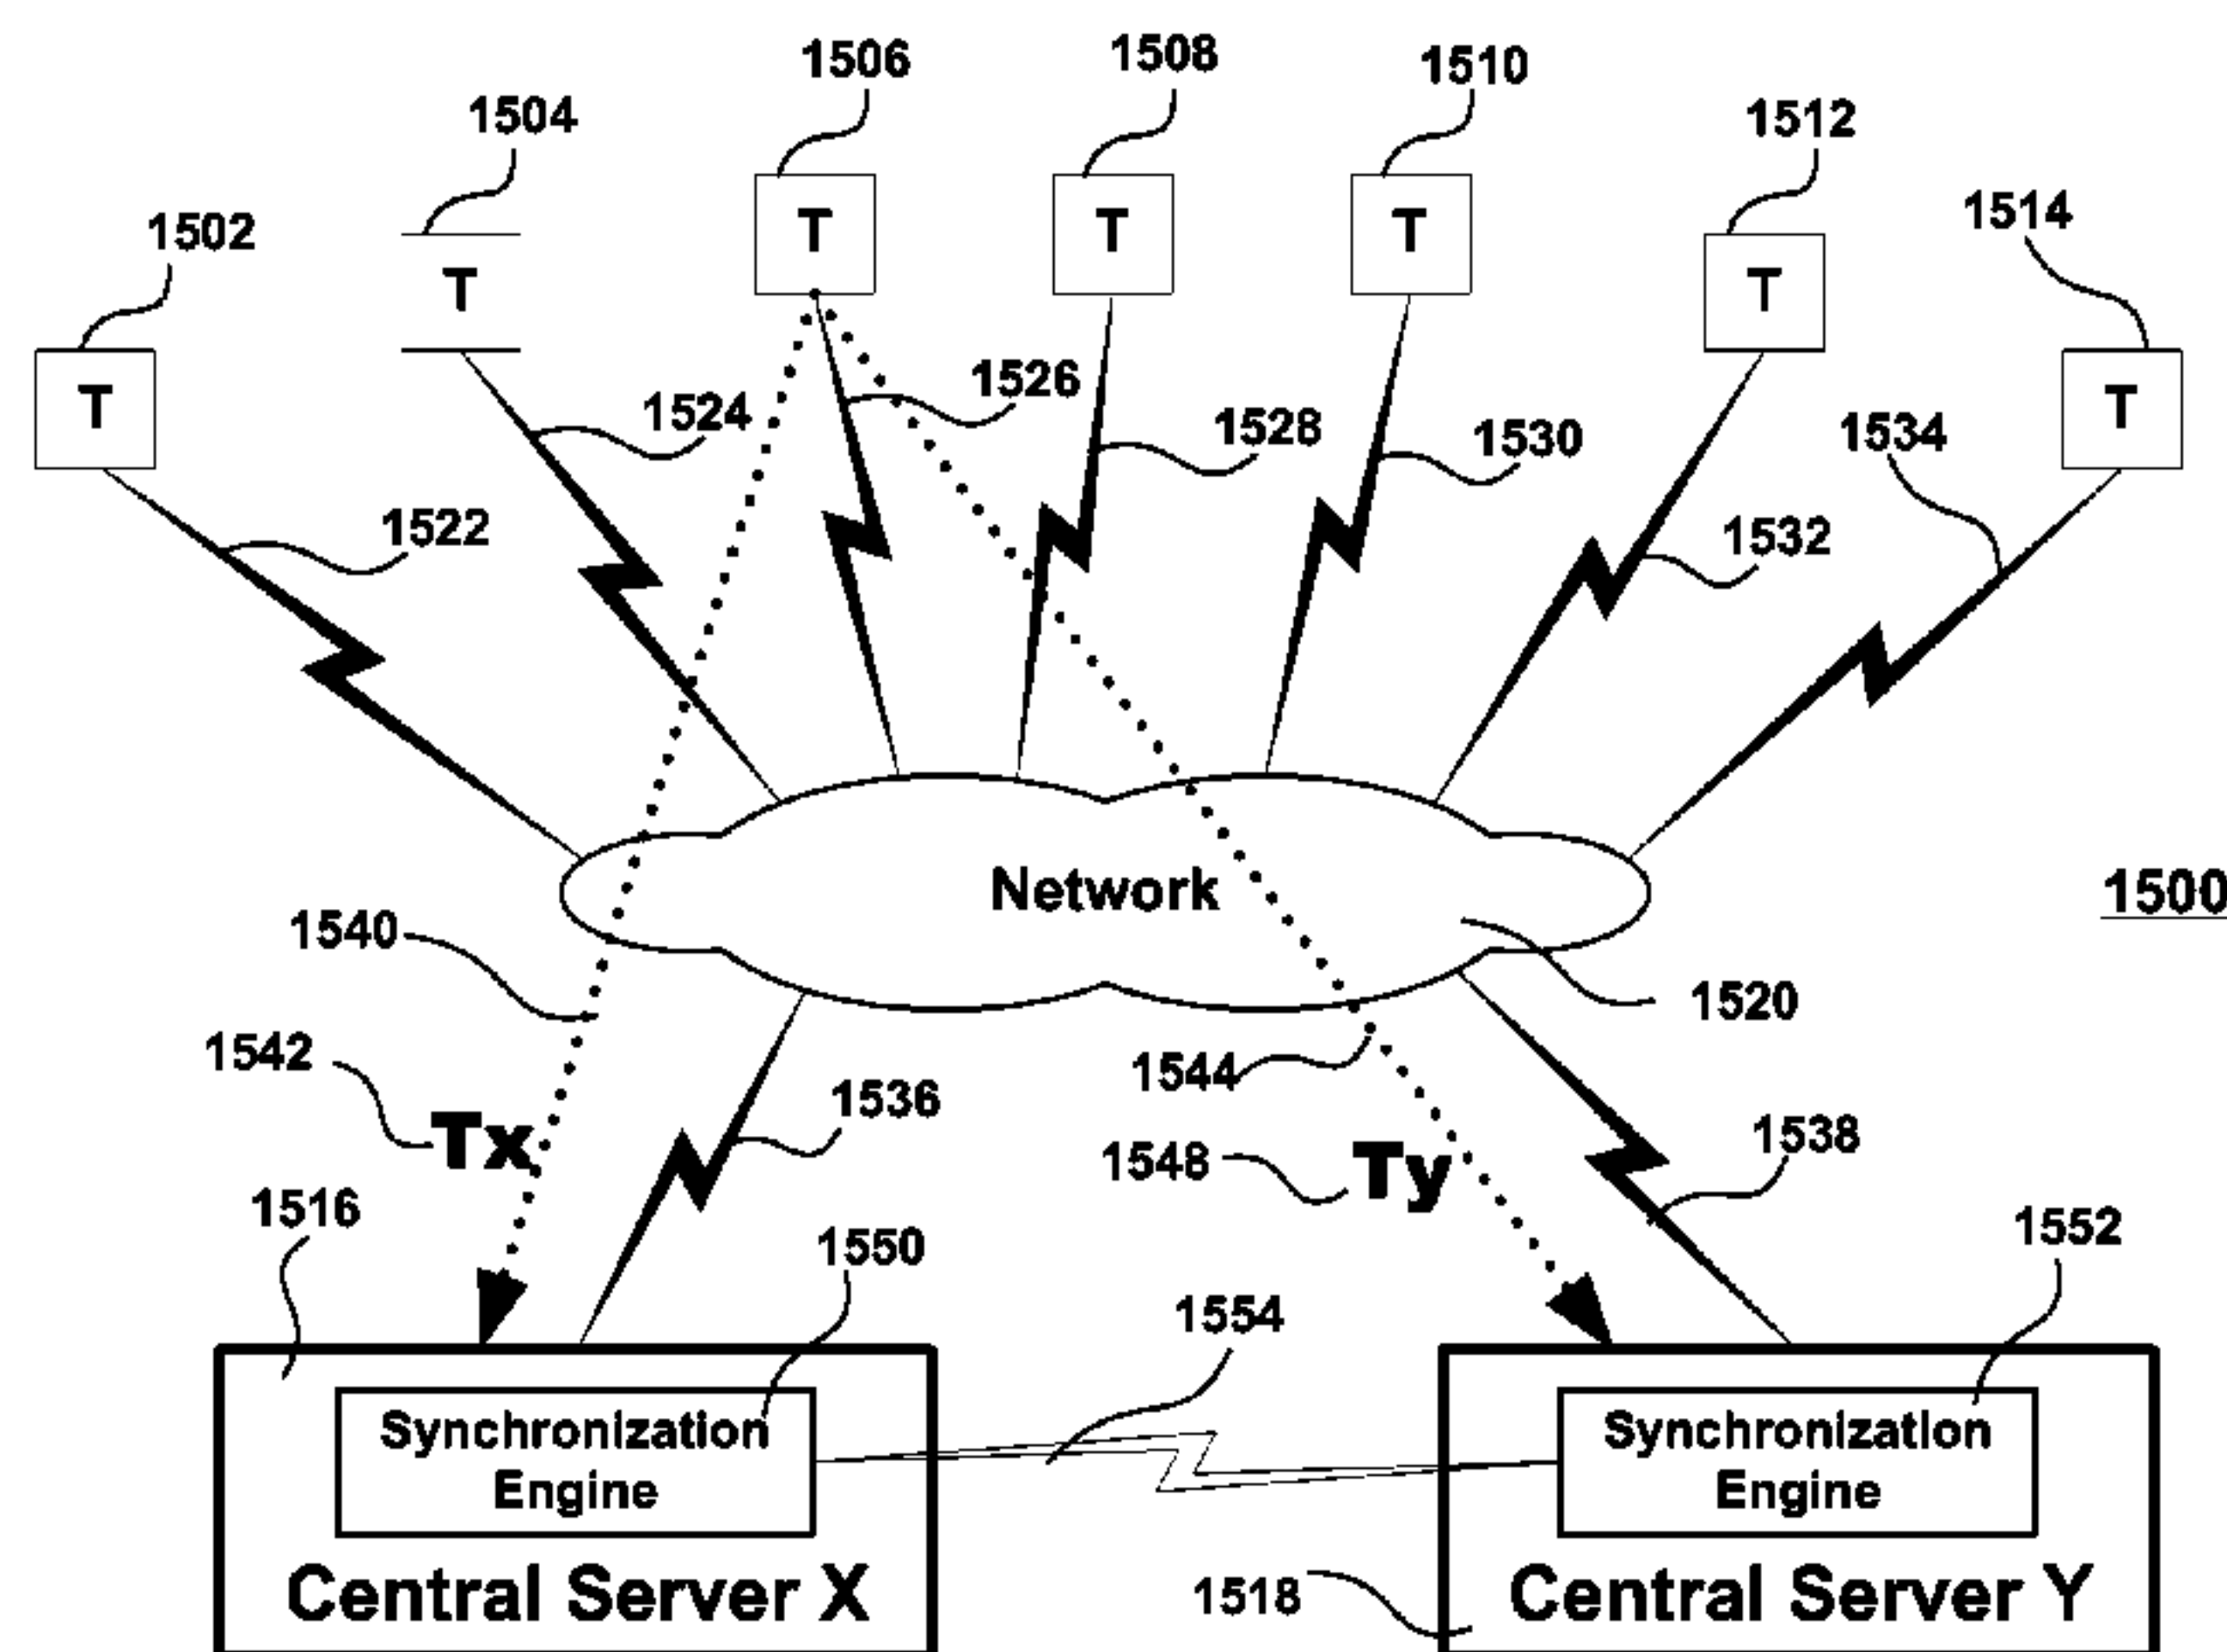 1506
1508
1510
1504
1512
1502
1514
T
T
T
T
T
T
T
1526
1524
1528
1530
1534
1522
1532
Network
1500
1540
1520
1542
1544
1536
Tx
1538
1548
Ty
1516
1550
1552
1554
Synchronization
Engine
Synchronization
Engine
Central Server X
1518
Central Server Y